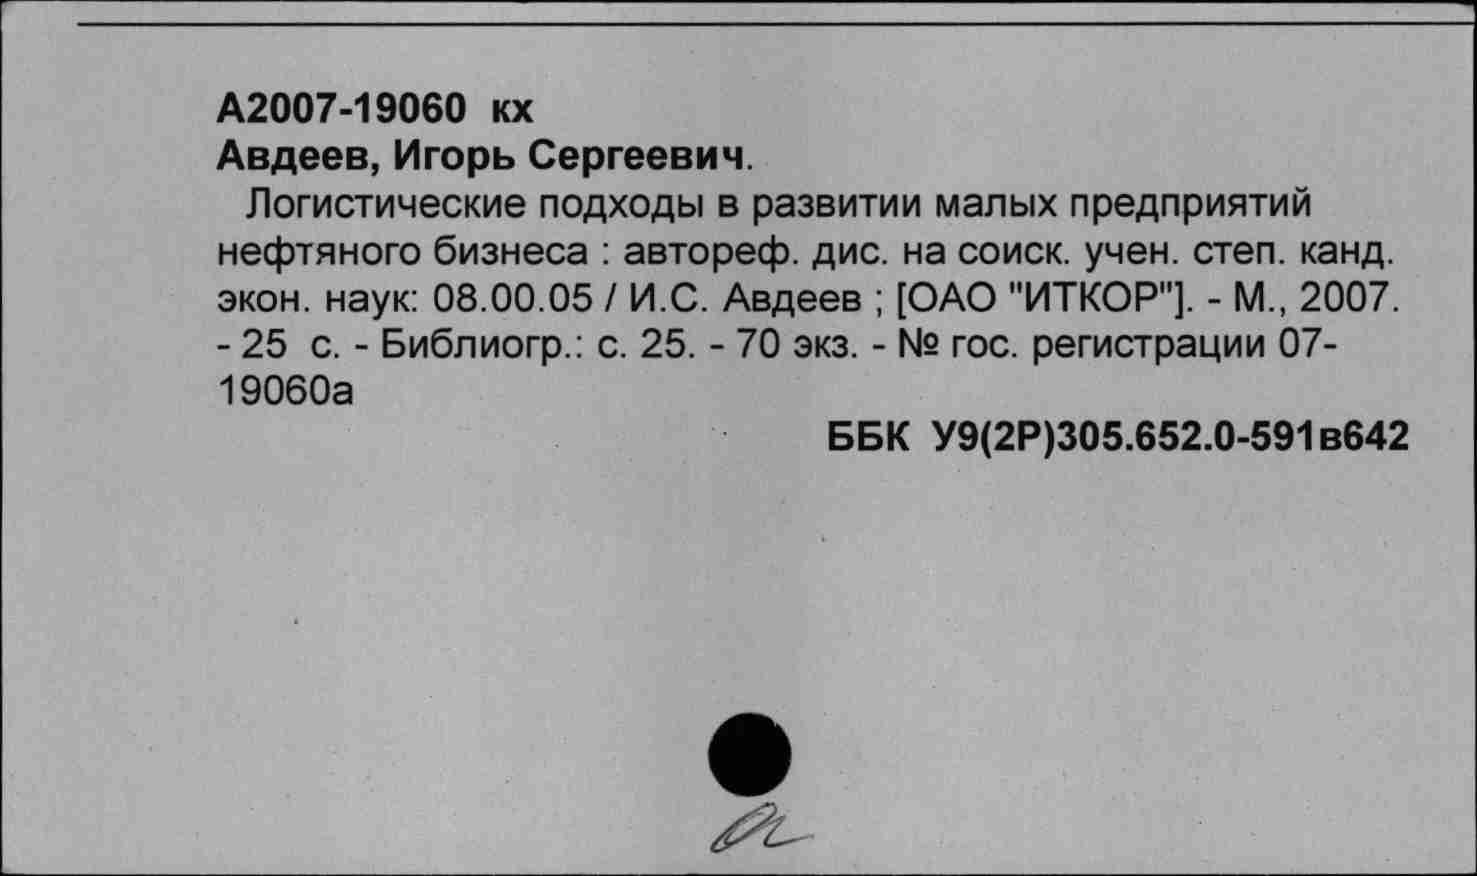 А2007-19060 кх
Авдеев, Игорь Сергеевич.
Логистические подходы в развитии малых предприятий
нефтяного бизнеса : автореф. дис. на соиск. учен. степ. канд.
экон. наук: 08.00.05 / И.С. Авдеев ; [ОАО "ИТКОР"]. - М., 2007.
- 25 с. - Библиогр.: с. 25. - 70 экз. - № гос. регистрации 07-
19060а
ББК У9(2Р)305.652.0-591в642